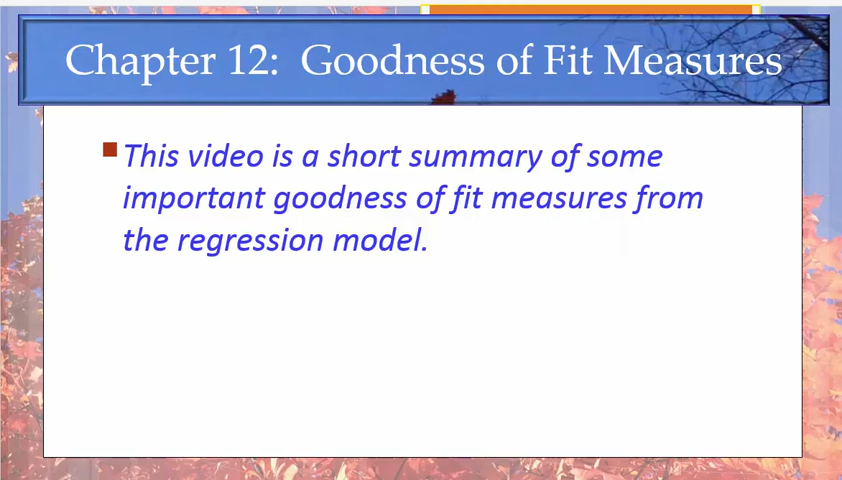 Chapter 12:  Goodness of Fit Measures
This video is a short summary of some
important goodness of fit measures from
the regression model.